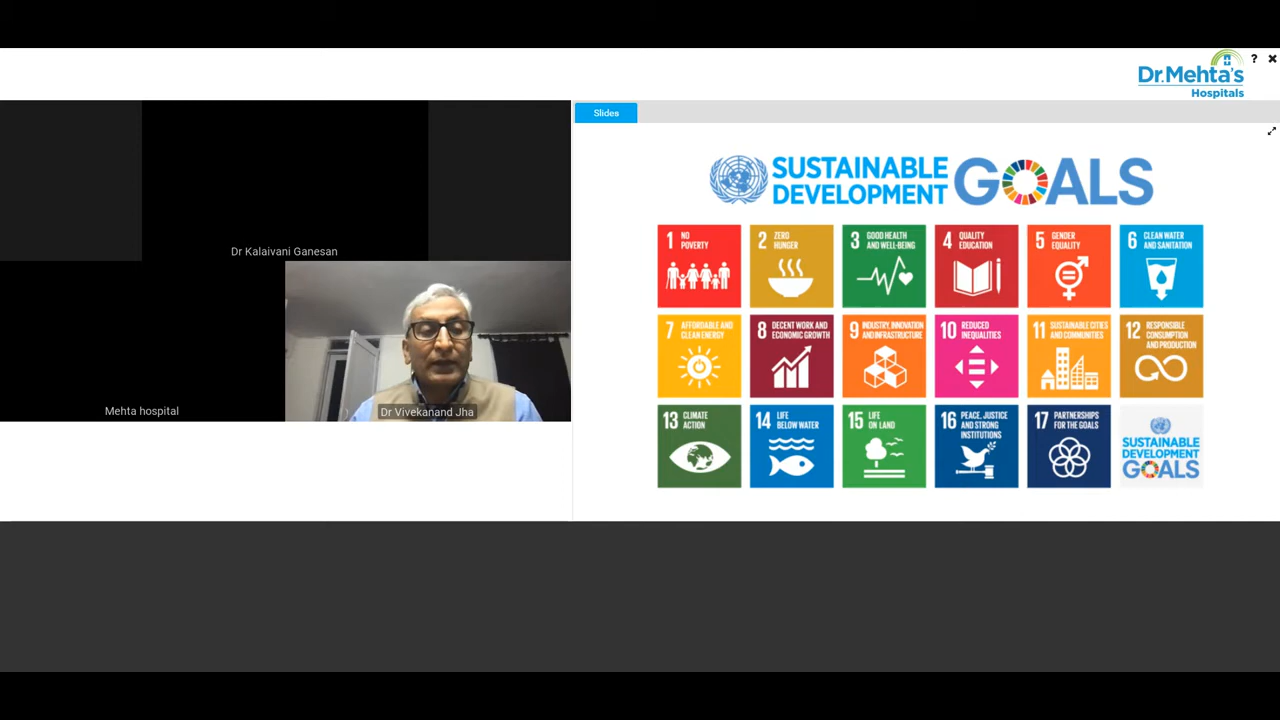 Dr.Mehta's
Hospitals
?
Slides
Dr Kalaivani Ganesan
Mehta hospital
Dr Vivekanand Jha
SUSTAINABLE
DEVELOPMENT
GOALS
1 NO
POVERTY
2 ZERO
HUNGER
3 GOOD HEALTH
AND WELL-BEING
4 QUALITY
EDUCATION
5 GENDER
EQUALITY
6 CLEAN WATER
AND SANITATION
7 AFFORDABLE AND
CLEAN ENERGY
8 DECENT WORK AND
ECONOMIC GROWTH
9 INDUSTRY, INNOVATION
AND INFRASTRUCTURE
10 REDUCED
INEQUALITIES
11 SUSTAINABLE CITIES
AND COMMUNITIES
12 RESPONSIBLE
CONSUMPTION
AND PRODUCTION
13 CLIMATE
ACTION
14 LIFE
BELOW WATER
15 LIFE
ON LAND
16 PEACE, JUSTICE
AND STRONG
INSTITUTIONS
17 PARTNERSHIPS
FOR THE GOALS
SUSTAINABLE
DEVELOPMENT
GOALS